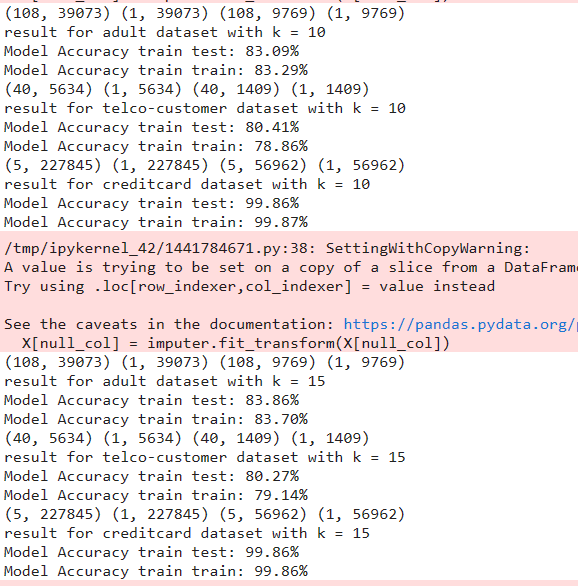 (108, 39073) (1, 39073) (108, 9769) (1, 9769)
result for adult dataset with k = 10
Model Accuracy train test: 83.09%
Model Accuracy train train: 83.29%
(40, 5634) (1, 5634) (40, 1409) (1, 1409)
result for telco-customer dataset with k = 10
Model Accuracy train test: 80.41%
Model Accuracy train train: 78.86%
(5, 227845) (1, 227845) (5, 56962) (1, 56962)
result for creditcard dataset with k = 10
Model Accuracy train test: 99.86%
Model Accuracy train train: 99.87%
/tmp/ipykernel_42/1441784671.py:38: SettingWithCopyWarning:
A value is trying to be set on a copy of a slice from a DataFram
Try using .loc[row_indexer,col_indexer] = value instead
See the caveats in the documentation: https://pandas.pydata.org/
X[null_col] = imputer.fit_transform(X[null_col])
(108, 39073) (1, 39073) (108, 9769) (1, 9769)
result for adult dataset with k = 15
Model Accuracy train test: 83.86%
Model Accuracy train train: 83.70%
(40, 5634) (1, 5634) (40, 1409) (1, 1409)
result for telco-customer dataset with k = 15
Model Accuracy train test: 80.27%
Model Accuracy train train: 79.14%
(5, 227845) (1, 227845) (5, 56962) (1, 56962)
result for creditcard dataset with k = 15
Model Accuracy train test: 99.86%
Model Accuracy train train: 99.86%